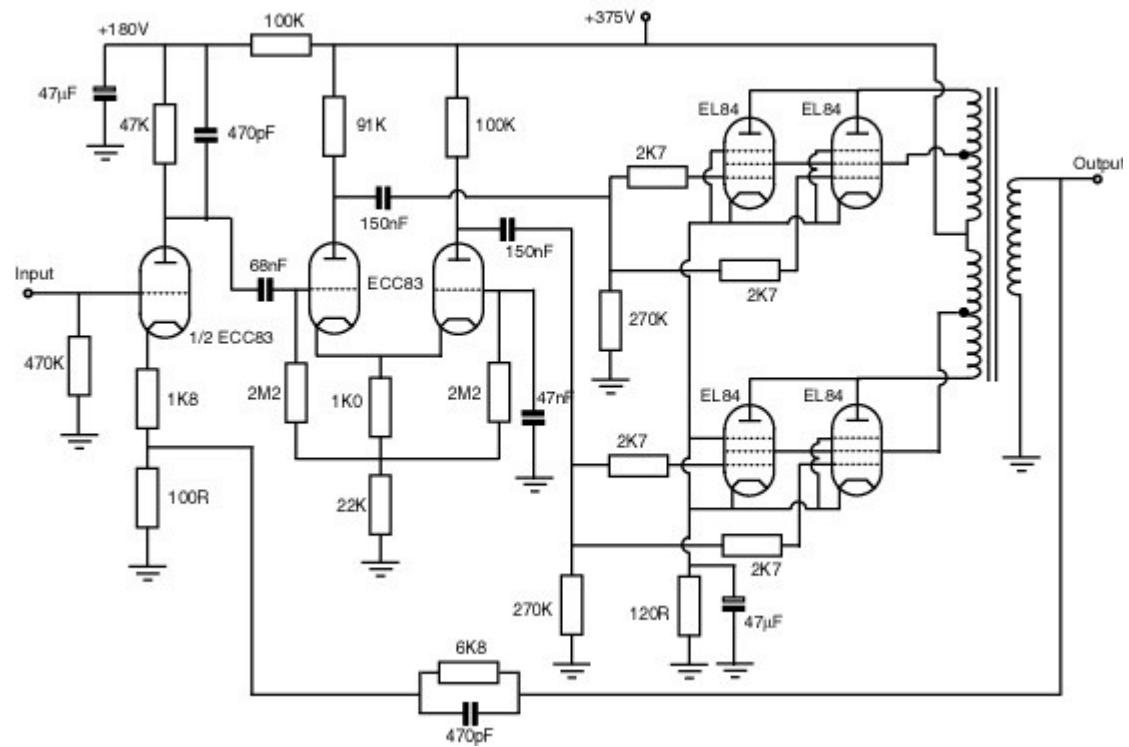 +375V
100K
+180V
47µF
47K
470pF
91K
100K
EL84
EL84
2K7
Output
150nF
150nF
Input
68nF
ECC83
2K7
270K
1/2 ECC83
470K
1K8
2M2
1K0
2M2
47nF
EL84
EL84
2K7
100R
22K
2K7
270K
120R
47µF
6K8
470pF